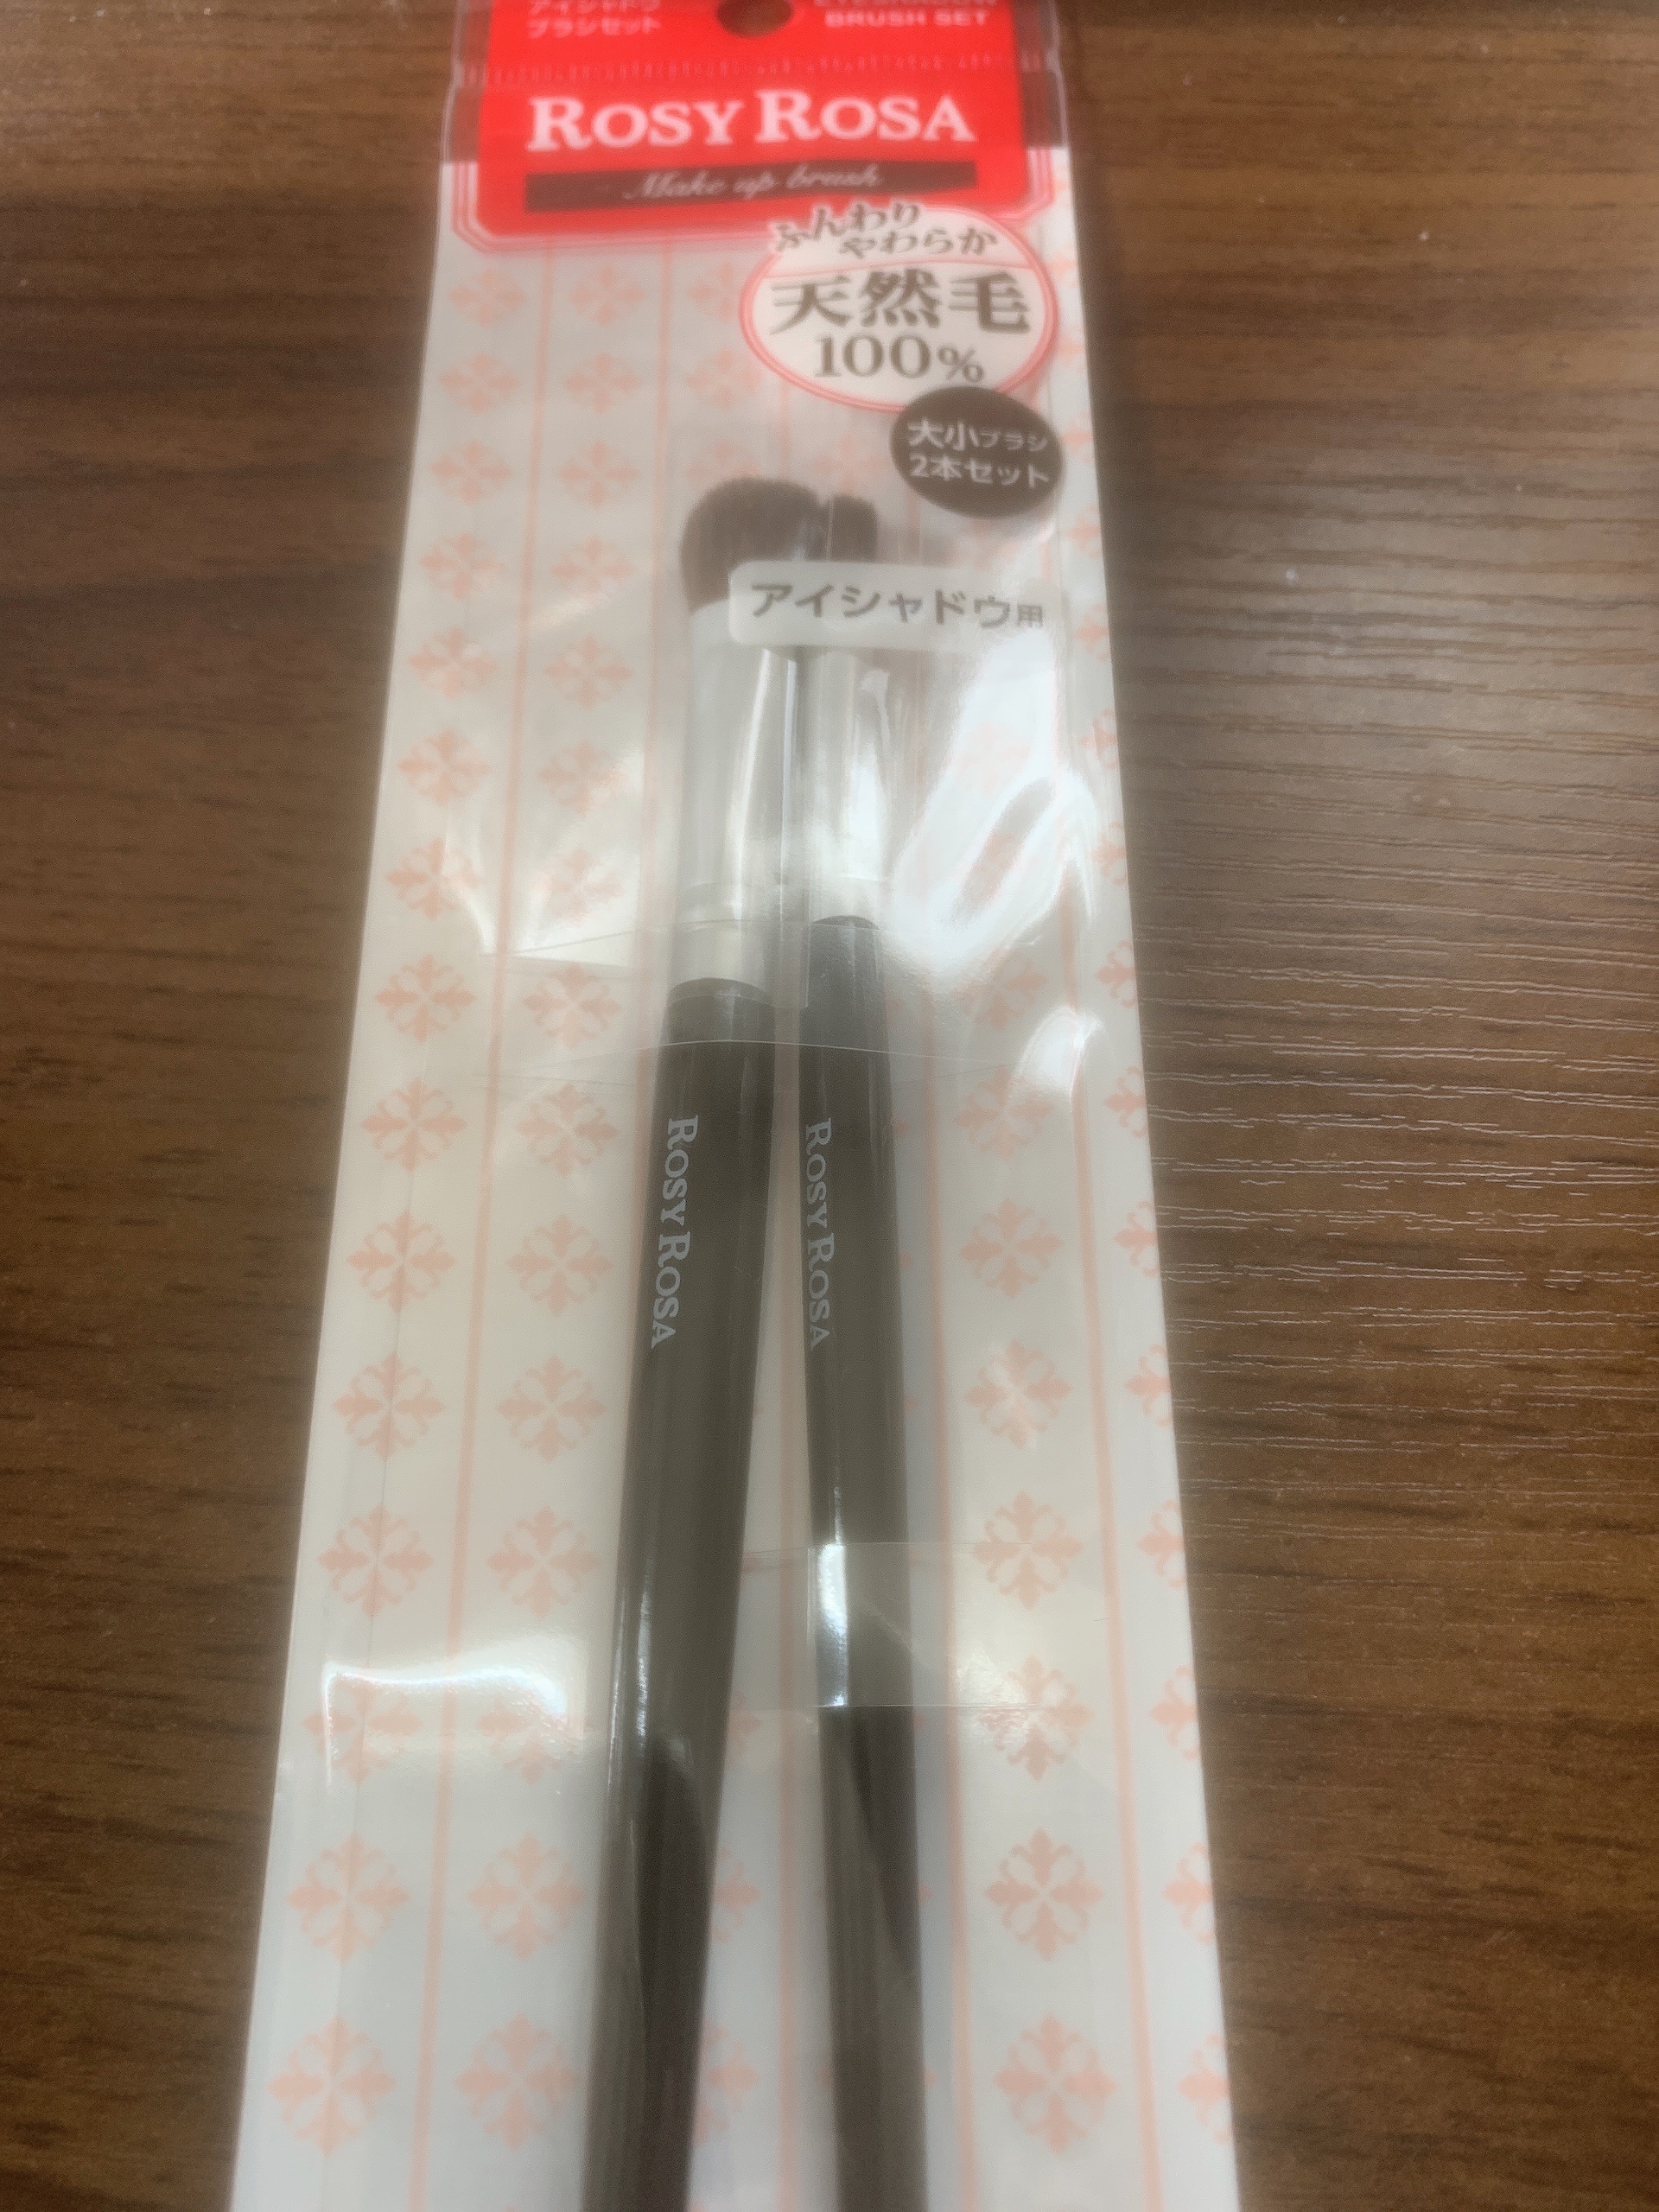 アイシャドウ
ブラシセット
EYESHADOW
BRUSH SET
ROSY ROSA
Make up brush
ふんわり
やわらか
天然毛
100%
大小ブラシ
2本セット
アイシャドウ用
ROSY ROSA
ROSY ROSA